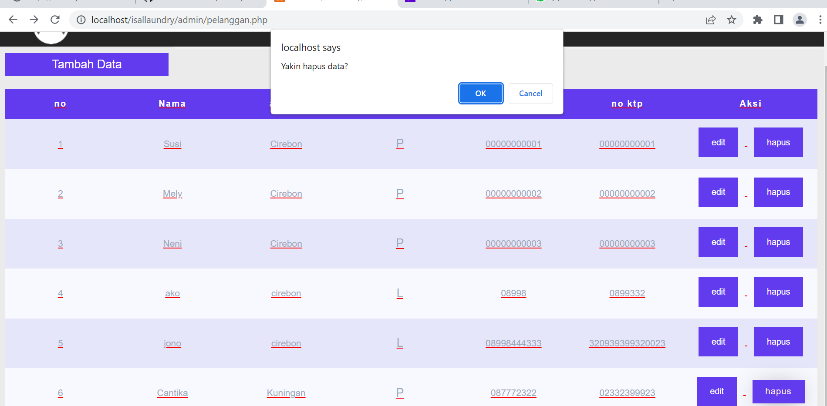 localhost/isallaundry/admin/pelanggan.php
localhost says
Yakin hapus data?
OK Cancel
Tambah Data
no Nama no ktp Aksi
1 Susi Cirebon P 00000000001 00000000001 edit - hapus
2 Mely Cirebon P 00000000002 00000000002 edit - hapus
3 Neni Cirebon P 00000000003 00000000003 edit - hapus
4 ako cirebon L 08998 0899332 edit - hapus
5 jono cirebon L 08998444333 320939399320023 edit - hapus
6 Cantika Kuningan P 087772322 02332399923 edit - hapus